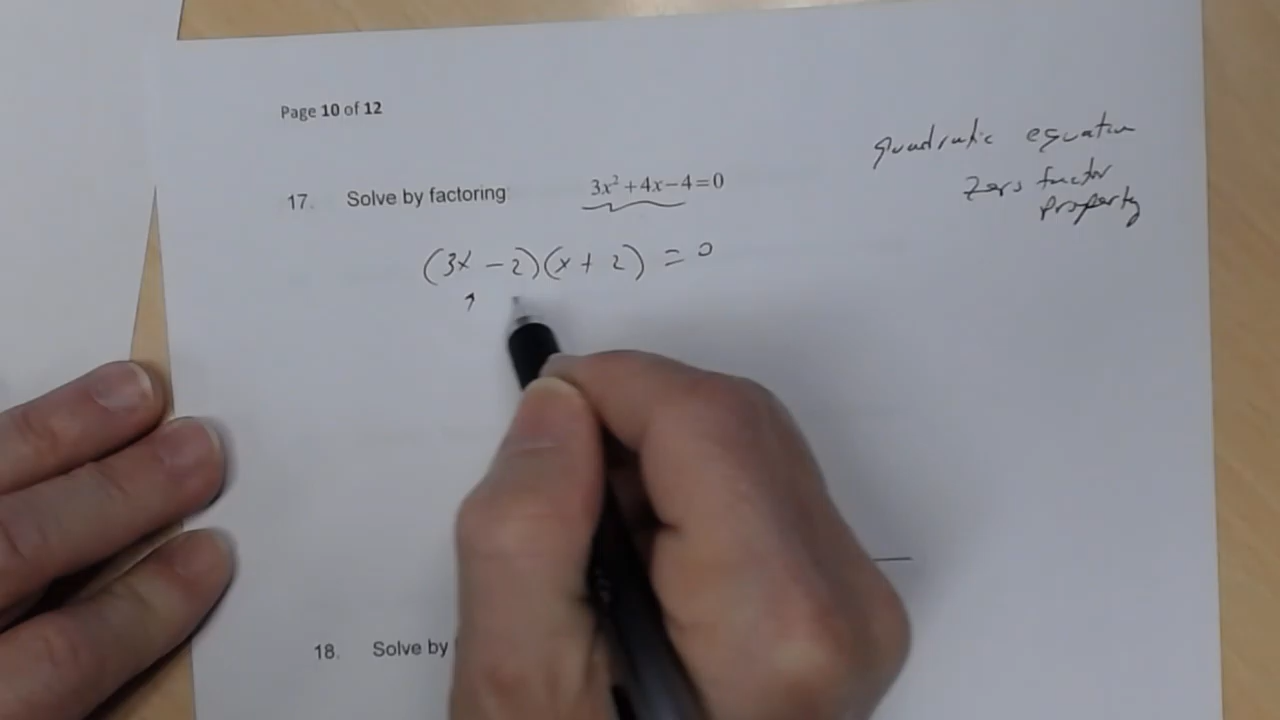 Page 10 of 12
quadratic equation
zero factor
property
17. Solve by factoring 3x²+4x−4=0
(3x − 2)(x + 2) = 0
18. Solve by